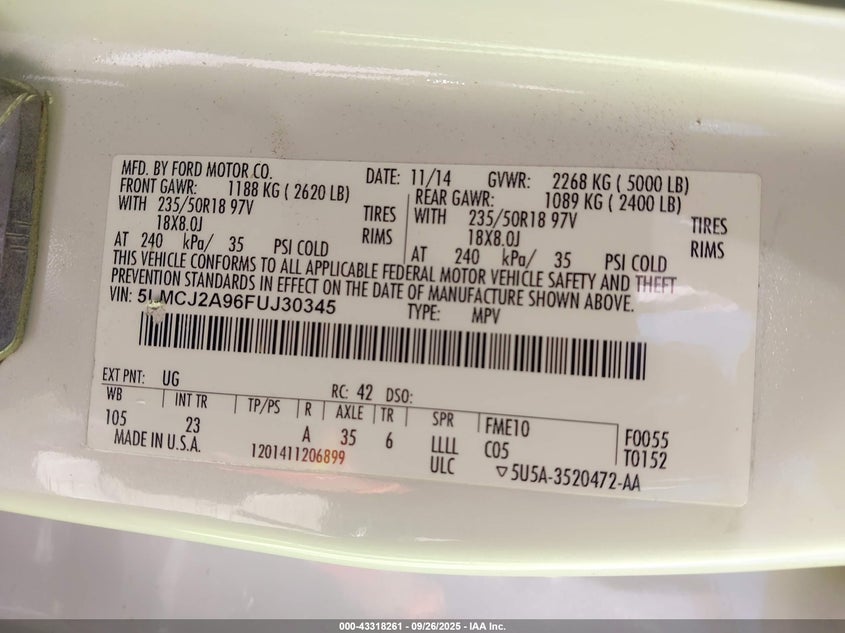 MFD. BY FORD MOTOR CO. DATE: 11/14 GVWR: 2268 KG ( 5000 LB)
FRONT GAWR: 1188 KG ( 2620 LB) REAR GAWR: 1089 KG ( 2400 LB)
WITH 235/50R18 97V TIRES WITH 235/50R18 97V TIRES
18X8.0J RIMS 18X8.0J RIMS
AT 240 kPa/ 35 PSI COLD AT 240 kPa/ 35 PSI COLD
THIS VEHICLE CONFORMS TO ALL APPLICABLE FEDERAL MOTOR VEHICLE SAFETY AND THEFT
PREVENTION STANDARDS IN EFFECT ON THE DATE OF MANUFACTURE SHOWN ABOVE.
VIN: 5LMCJ2A96FUJ30345 TYPE: MPV
EXT PNT: UG RC: 42 DSO:
WB INT TR TP/PS R AXLE TR SPR FME10 F0055
105 23 A 35 6 LLLL C05 T0152
MADE IN U.S.A. 1201411206899 ULC ▽5U5A-3520472-AA
000-43318261 - 09/26/2025 - IAA Inc.